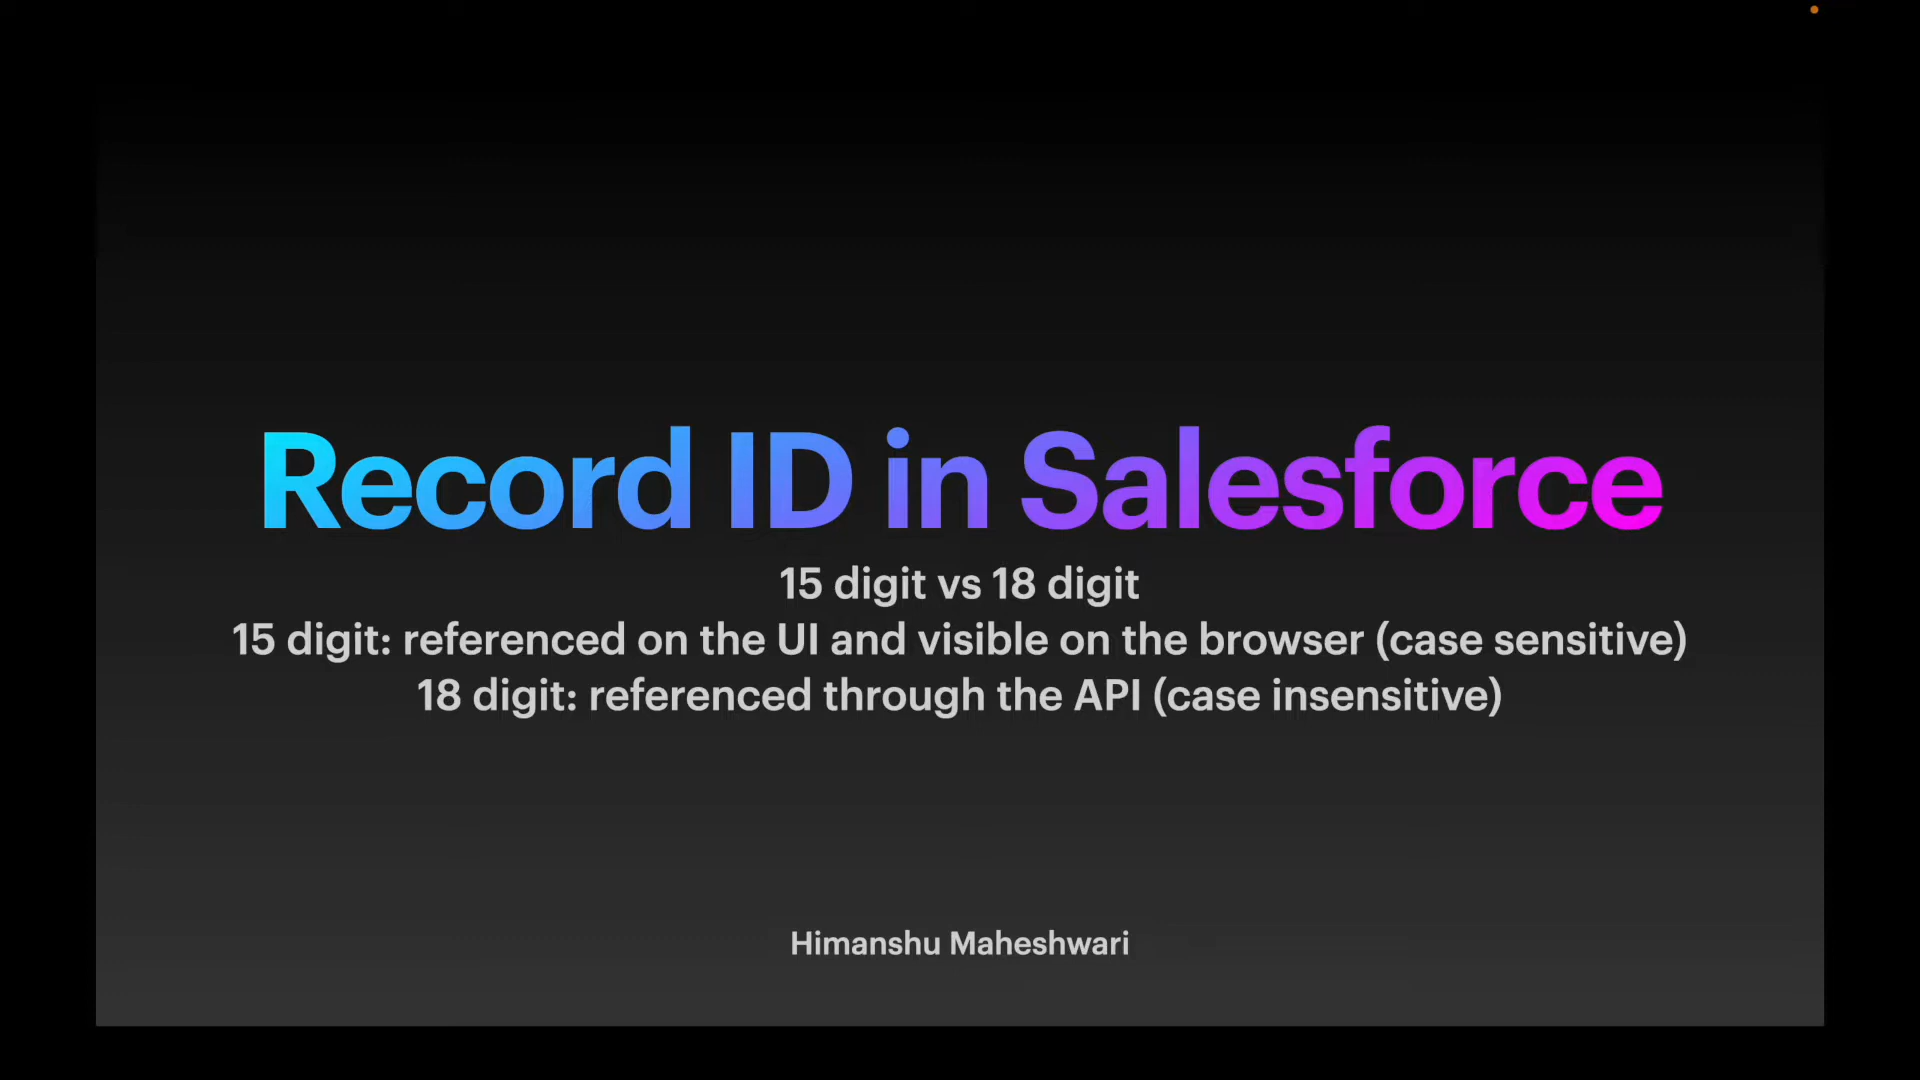 Record ID in Salesforce
15 digit vs 18 digit
15 digit: referenced on the UI and visible on the browser (case sensitive)
18 digit: referenced through the API (case insensitive)
Himanshu Maheshwari